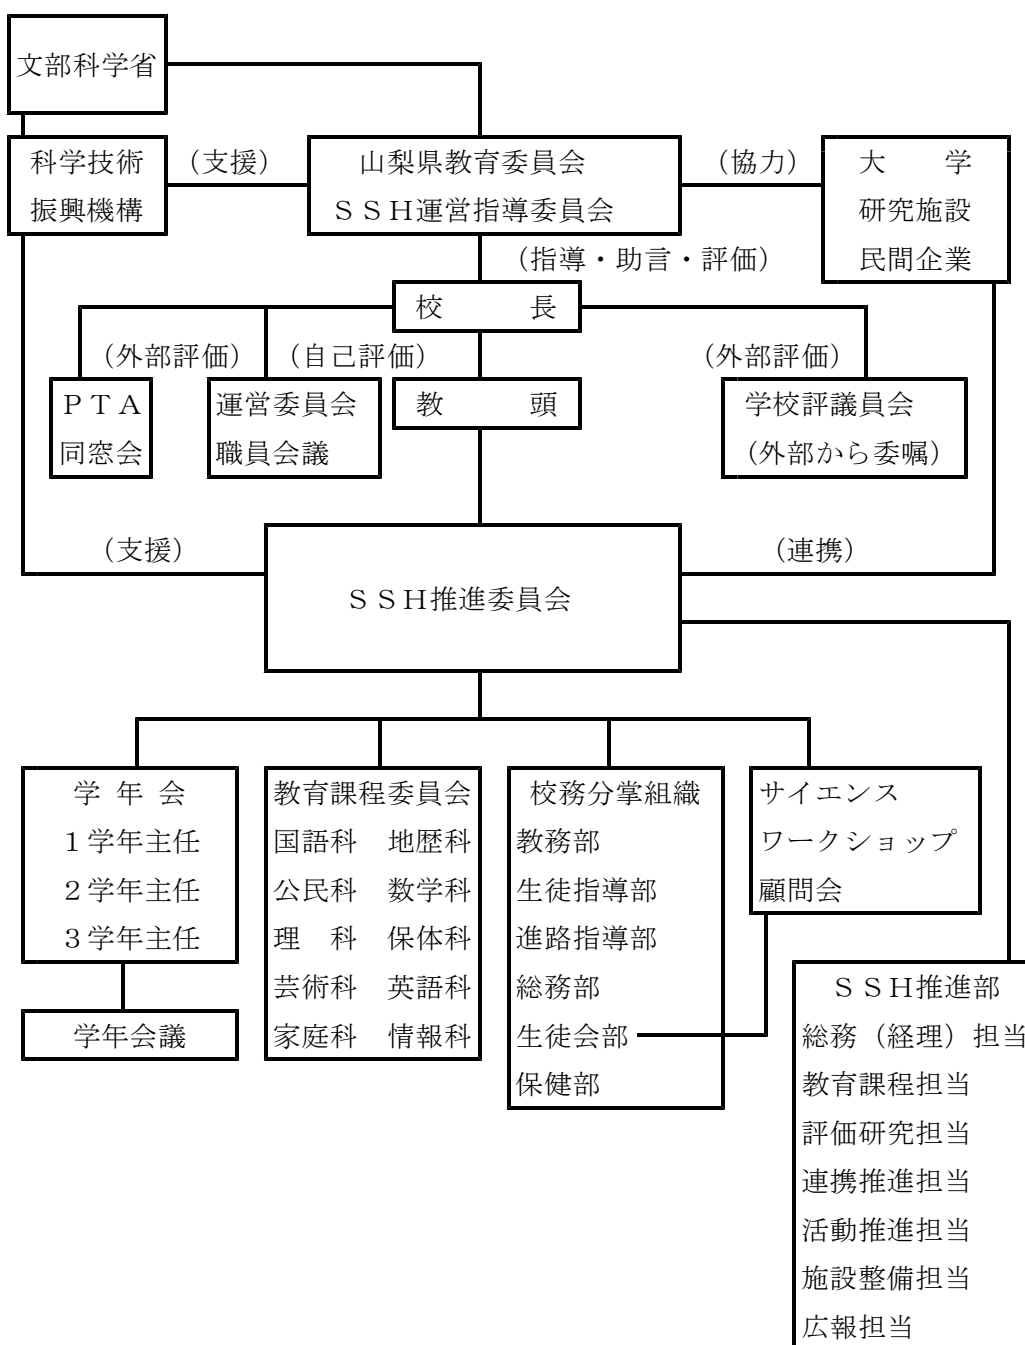 文部科学省
科学技術
振興機構
（支援）
山梨県教育委員会
ＳＳＨ運営指導委員会
（協力）
大　　学
研究施設
民間企業
（指導・助言・評価）
校　　　長
（外部評価）
（自己評価）
（外部評価）
ＰＴＡ
同窓会
運営委員会
職員会議
教　　　頭
学校評議員会
（外部から委嘱）
（支援）
（連携）
ＳＳＨ推進委員会
学 年 会
１学年主任
２学年主任
３学年主任
学年会議
教育課程委員会
国語科　地歴科
公民科　数学科
理　科　保体科
芸術科　英語科
家庭科　情報科
校務分掌組織
教務部
生徒指導部
進路指導部
総務部
生徒会部
保健部
サイエンス
ワークショップ
顧問会
ＳＳＨ推進部
総務（経理）担当
教育課程担当
評価研究担当
連携推進担当
活動推進担当
施設整備担当
広報担当